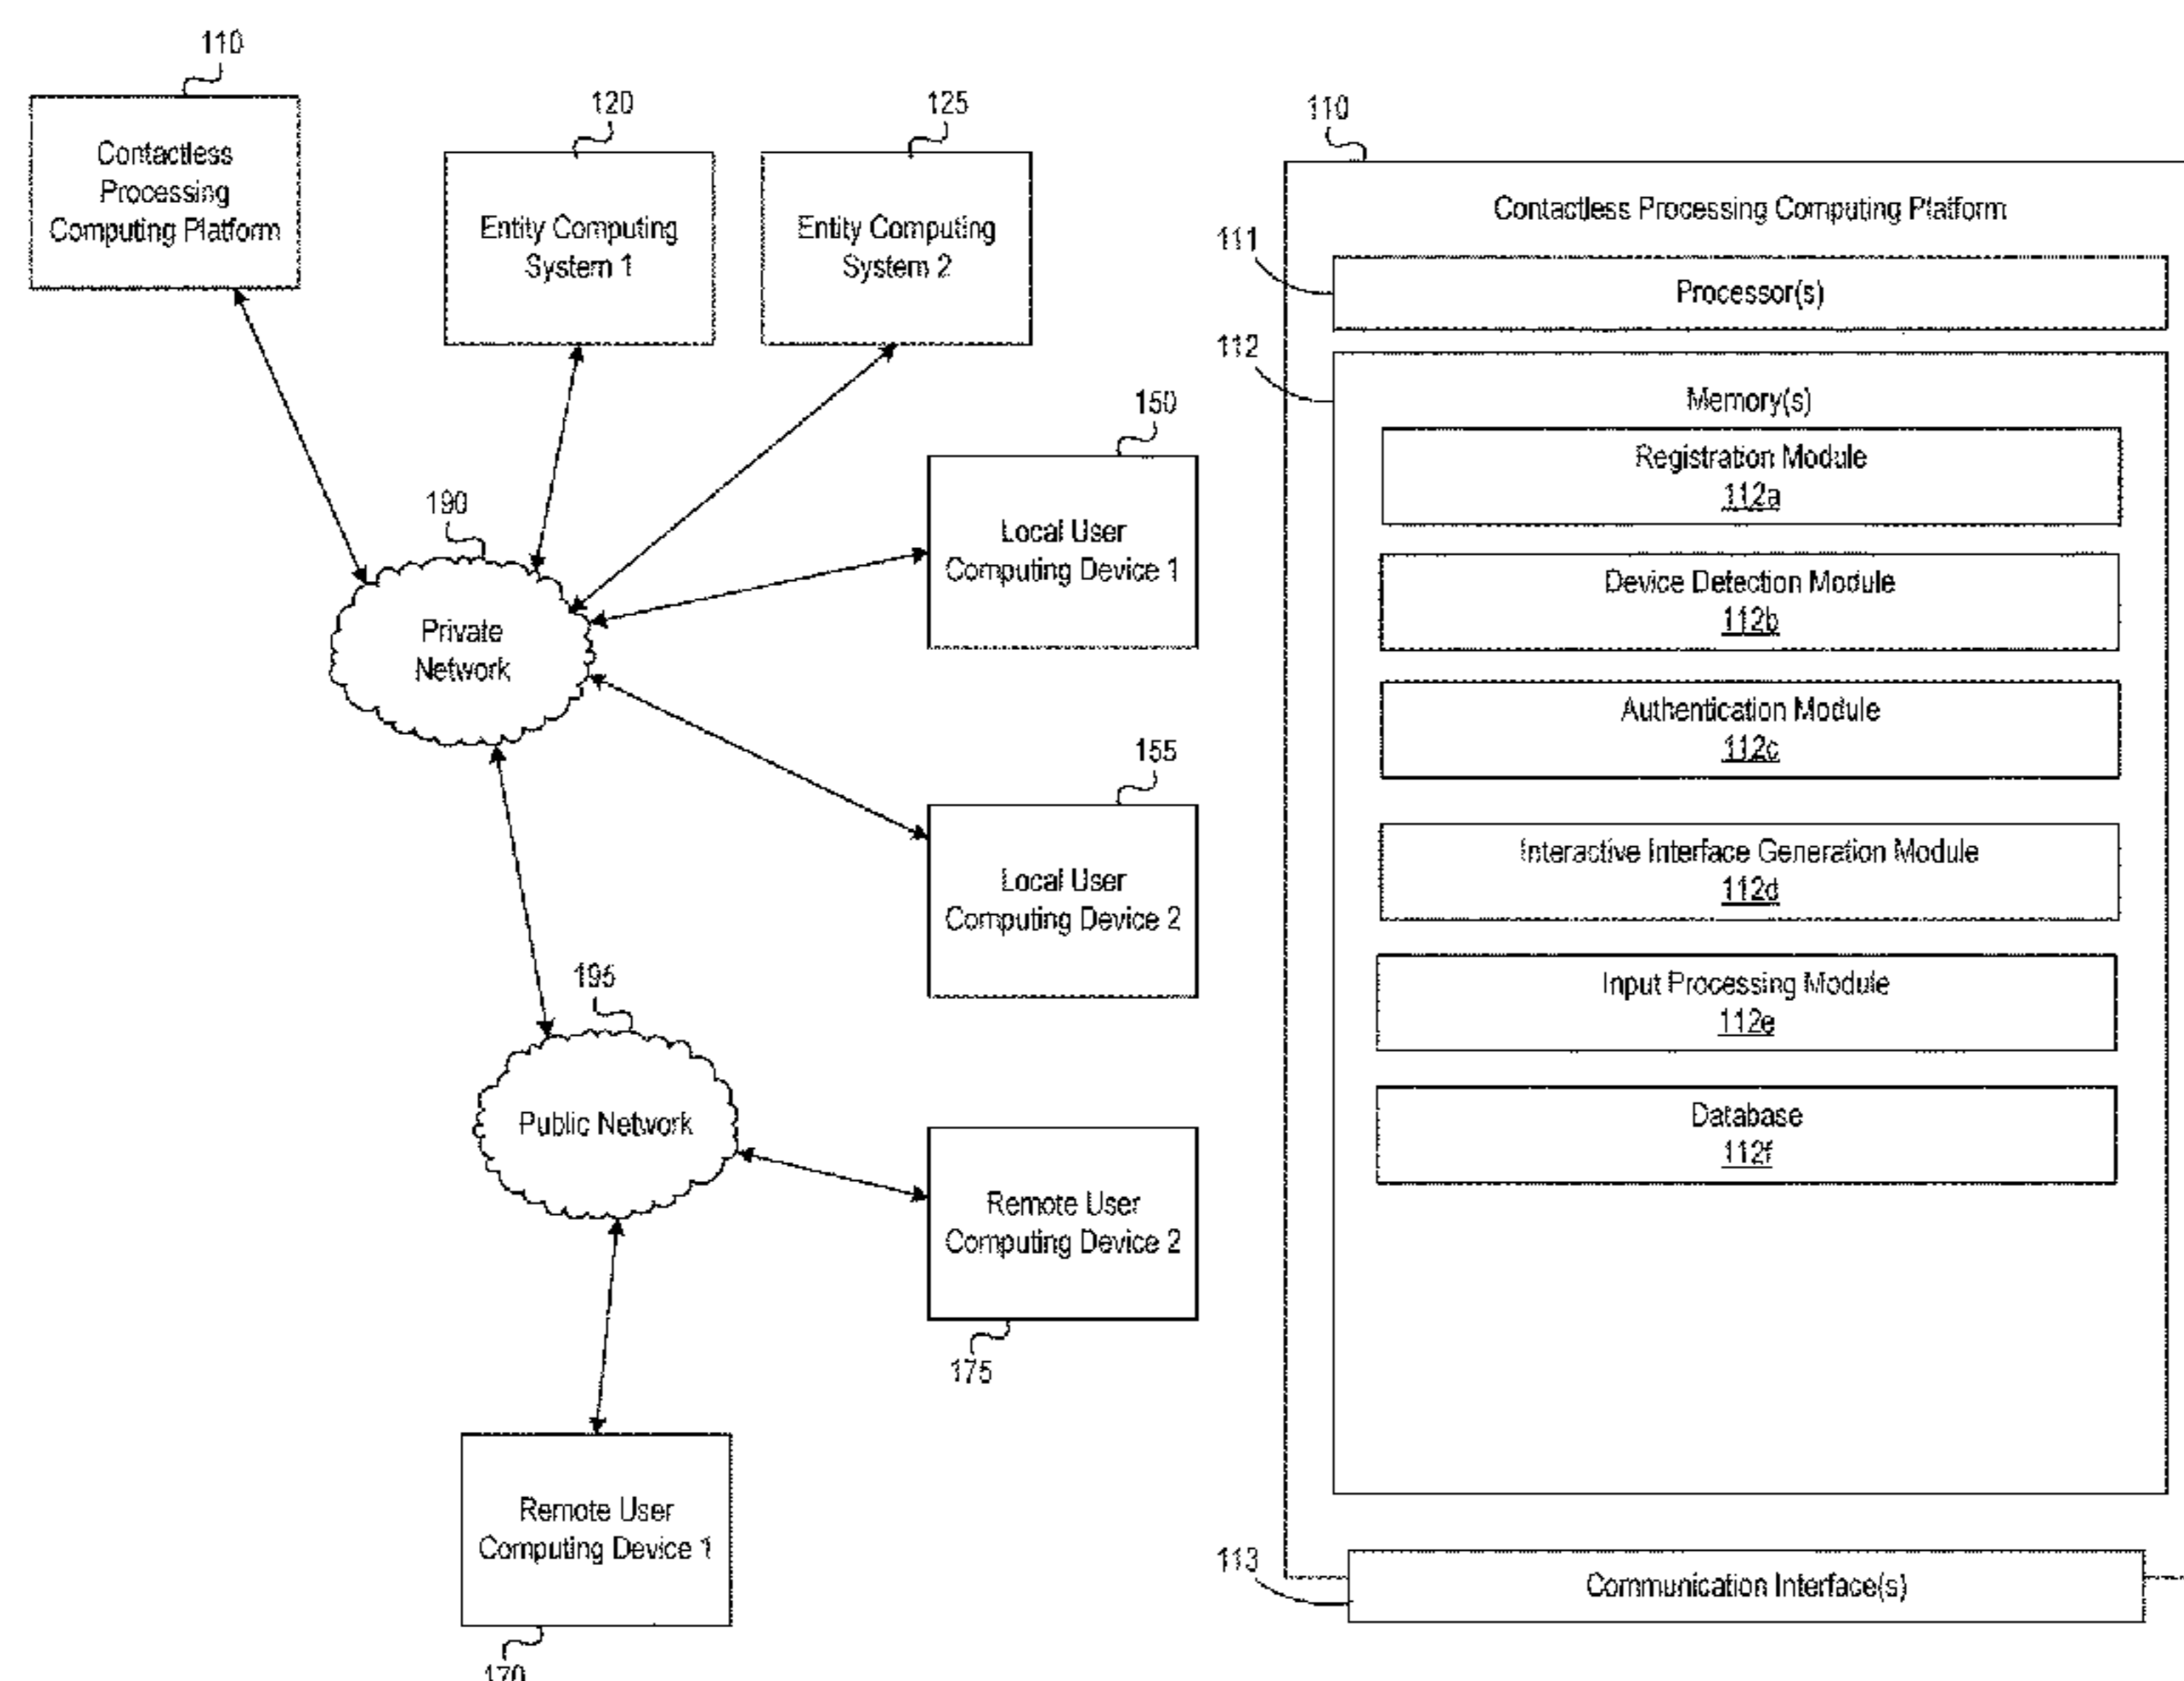 110
Contactless
Processing
Computing Platform
120
Entity Computing
System 1
125
Entity Computing
System 2
150
Local User
Computing Device 1
190
Private
Network
155
Local User
Computing Device 2
195
Public Network
Remote User
Computing Device 2
175
Remote User
Computing Device 1
170
110
Contactless Processing Computing Platform
111
Processor(s)
112
Memory(s)
Registration Module
112a
Device Detection Module
112b
Authentication Module
112c
Interactive Interface Generation Module
112d
Input Processing Module
112e
Database
112f
113
Communication Interface(s)